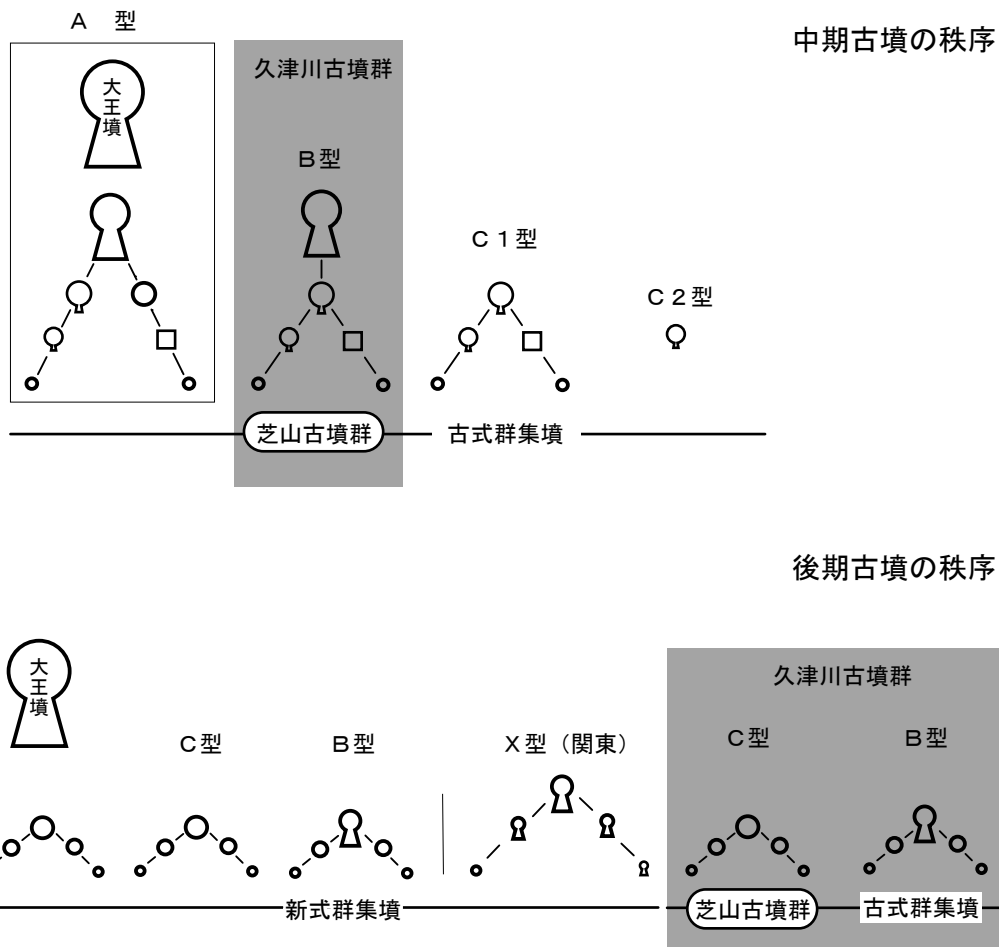 A 型
中期古墳の秩序
大王墳
久津川古墳群
B型
C1型
C2型
芝山古墳群
古式群集墳
後期古墳の秩序
大王墳
久津川古墳群
C型
B型
X型（関東）
C型
B型
新式群集墳
芝山古墳群
古式群集墳